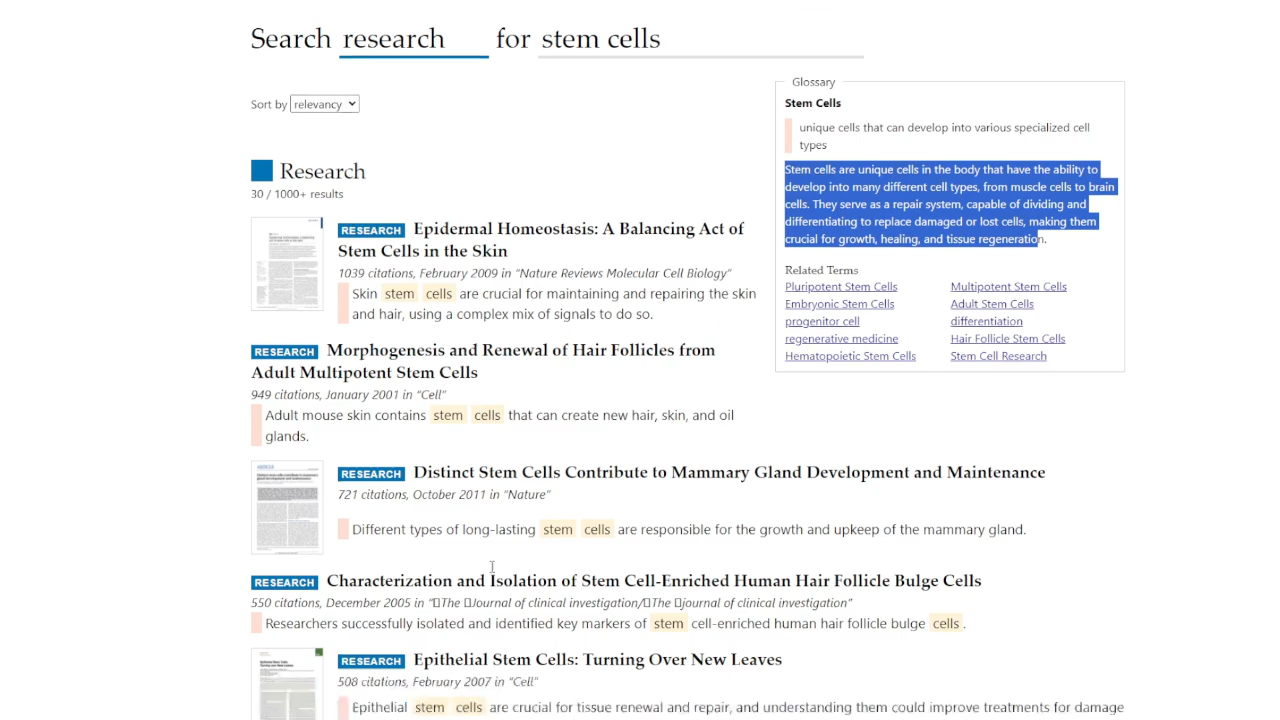 Search research for stem cells
Glossary
Stem Cells
unique cells that can develop into various specialized cell
types
Stem cells are unique cells in the body that have the ability to
develop into many different cell types, from muscle cells to brain
cells. They serve as a repair system, capable of dividing and
differentiating to replace damaged or lost cells, making them
crucial for growth, healing, and tissue regeneration.
Related Terms
Pluripotent Stem Cells
Multipotent Stem Cells
Embryonic Stem Cells
Adult Stem Cells
progenitor cell
differentiation
regenerative medicine
Hair Follicle Stem Cells
Hematopoietic Stem Cells
Stem Cell Research
Sort by relevancy
Research
30 / 1000+ results
RESEARCH Epidermal Homeostasis: A Balancing Act of
Stem Cells in the Skin
1039 citations, February 2009 in "Nature Reviews Molecular Cell Biology"
Skin stem cells are crucial for maintaining and repairing the skin
and hair, using a complex mix of signals to do so.
RESEARCH Morphogenesis and Renewal of Hair Follicles from
Adult Multipotent Stem Cells
949 citations, January 2001 in "Cell"
Adult mouse skin contains stem cells that can create new hair, skin, and oil
glands.
RESEARCH Distinct Stem Cells Contribute to Mammary Gland Development and Maintenance
721 citations, October 2011 in "Nature"
Different types of long-lasting stem cells are responsible for the growth and upkeep of the mammary gland.
RESEARCH Characterization and Isolation of Stem Cell-Enriched Human Hair Follicle Bulge Cells
550 citations, December 2005 in "▯The ▯Journal of clinical investigation/▯The ▯journal of clinical investigation"
Researchers successfully isolated and identified key markers of stem cell-enriched human hair follicle bulge cells .
RESEARCH Epithelial Stem Cells: Turning Over New Leaves
508 citations, February 2007 in "Cell"
Epithelial stem cells are crucial for tissue renewal and repair, and understanding them could improve treatments for damage